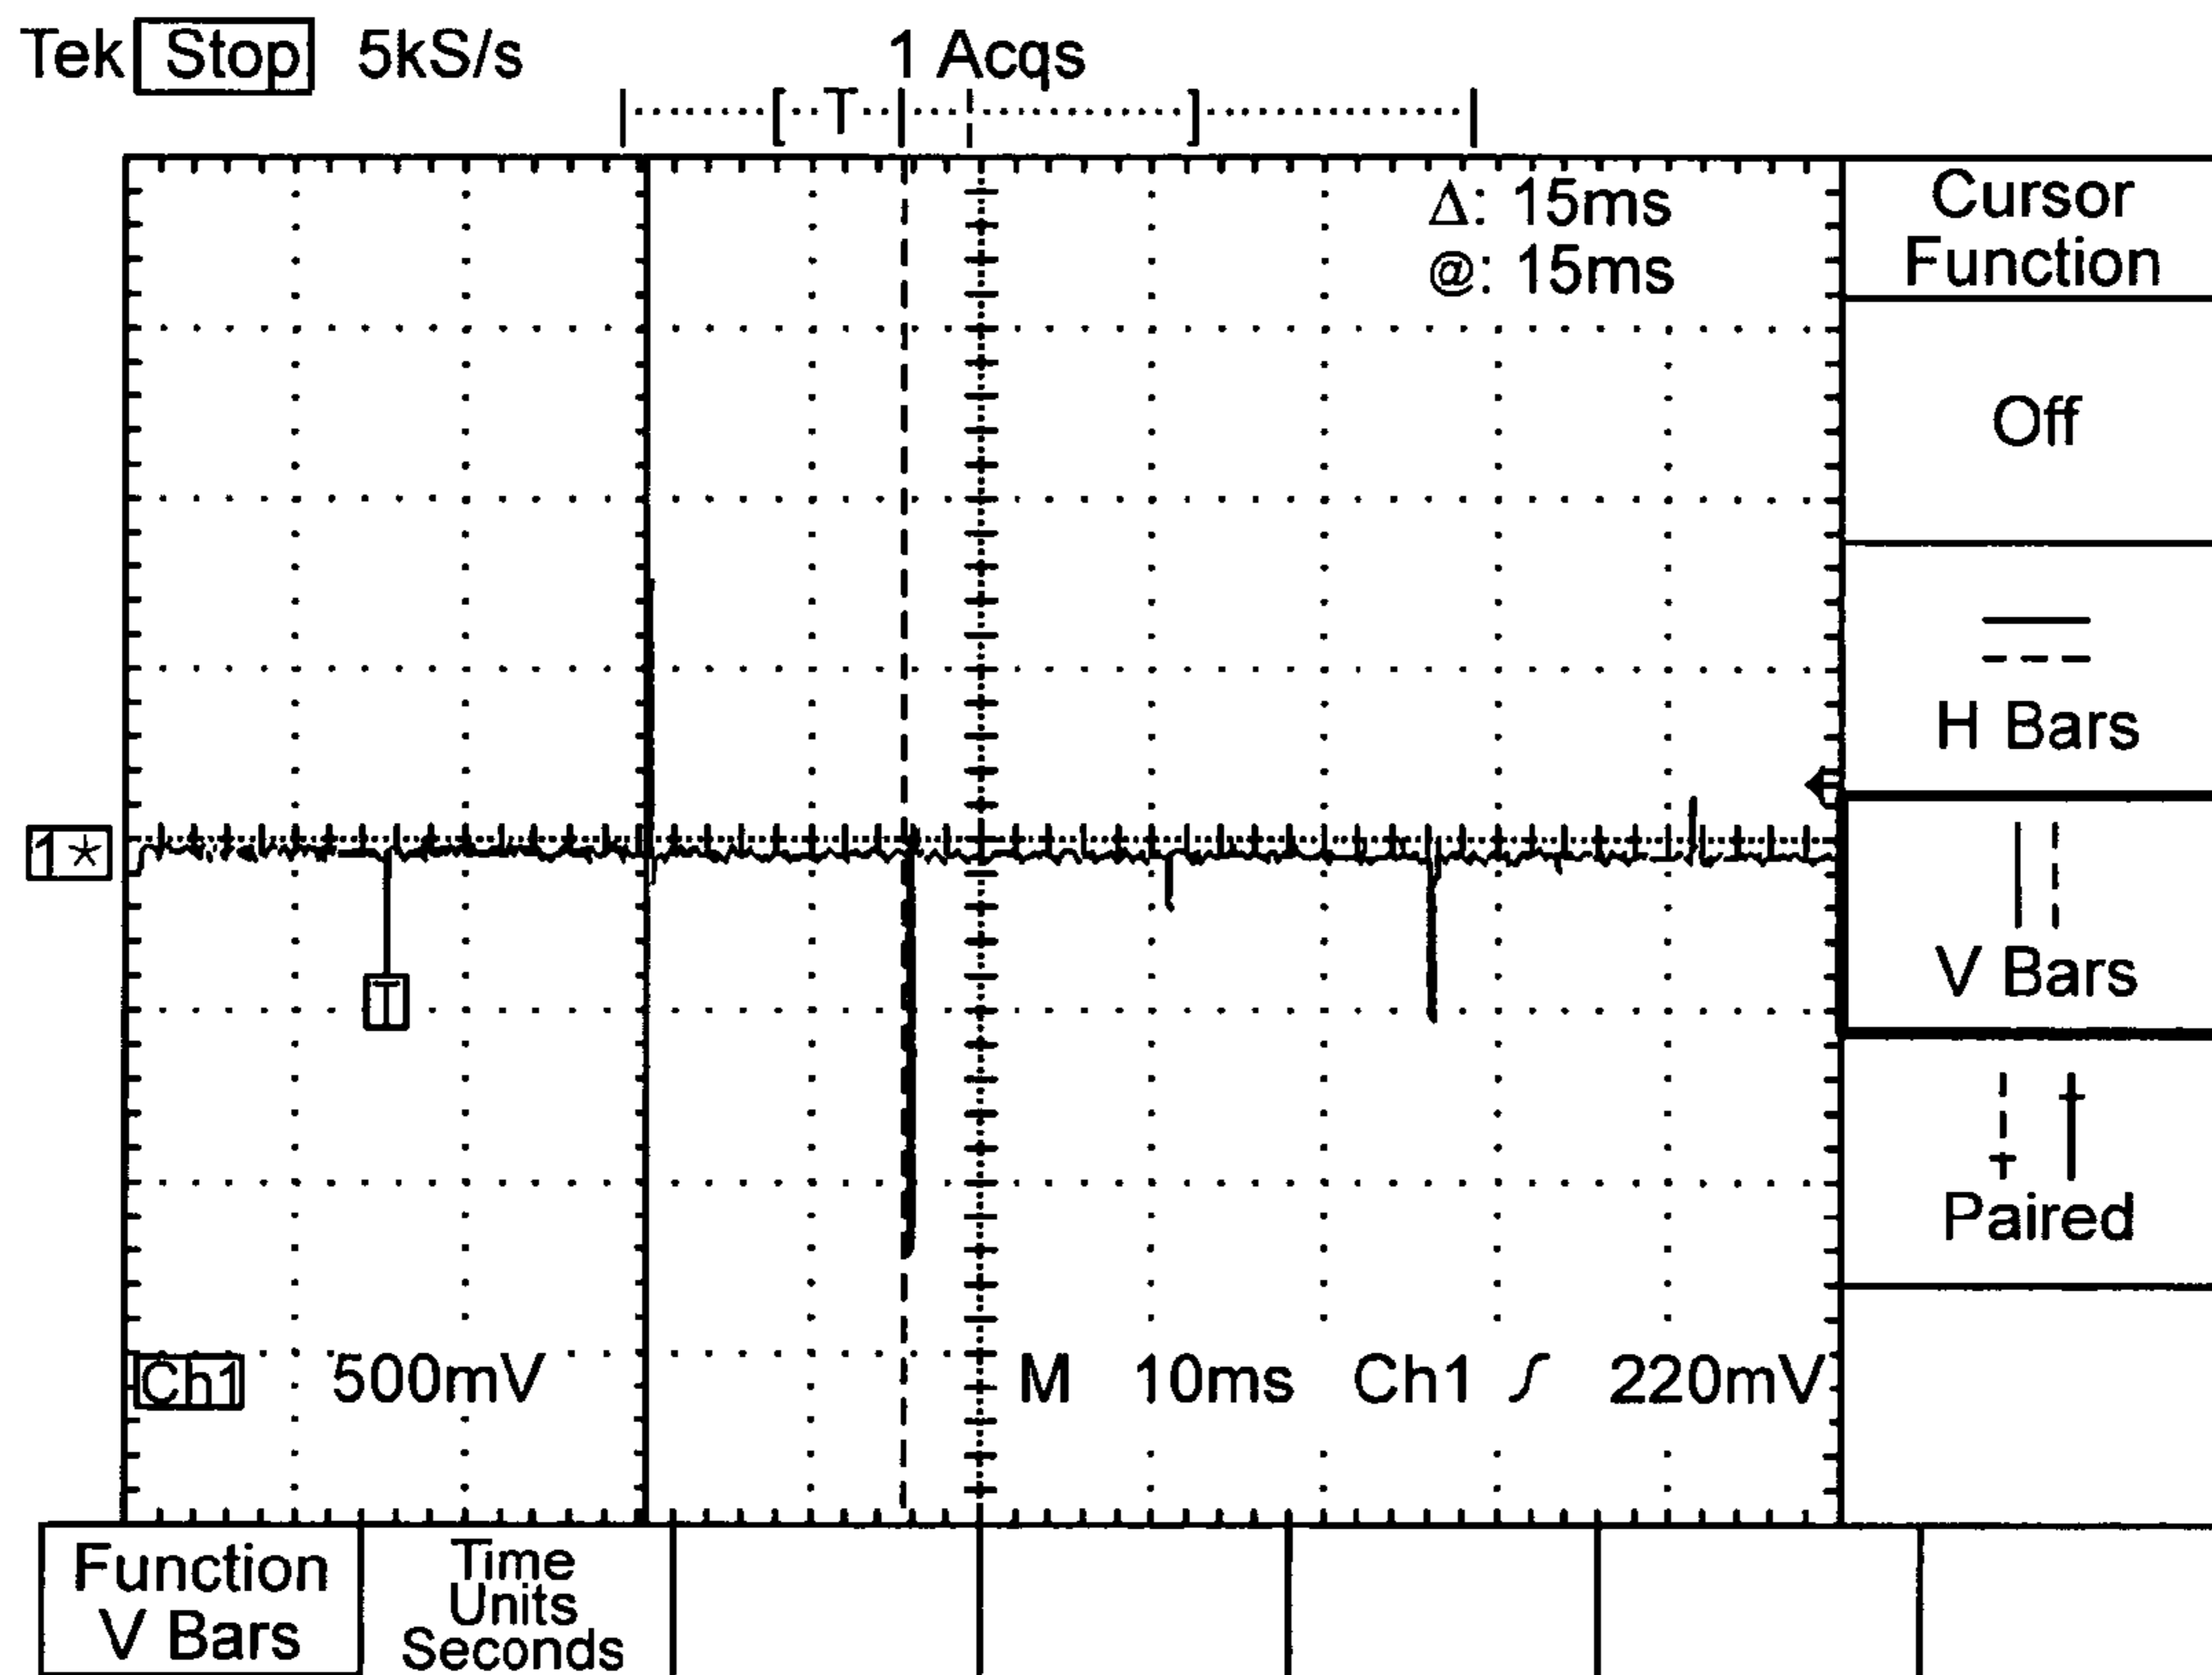 Tek Stop 5kS/s 1 Acqs
[ T ]
Δ: 15ms
@: 15ms
Cursor
Function
Off
H Bars
1*
V Bars
T
Paired
Ch1 500mV M 10ms Ch1 ∫ 220mV
Function
V Bars
Time
Units
Seconds